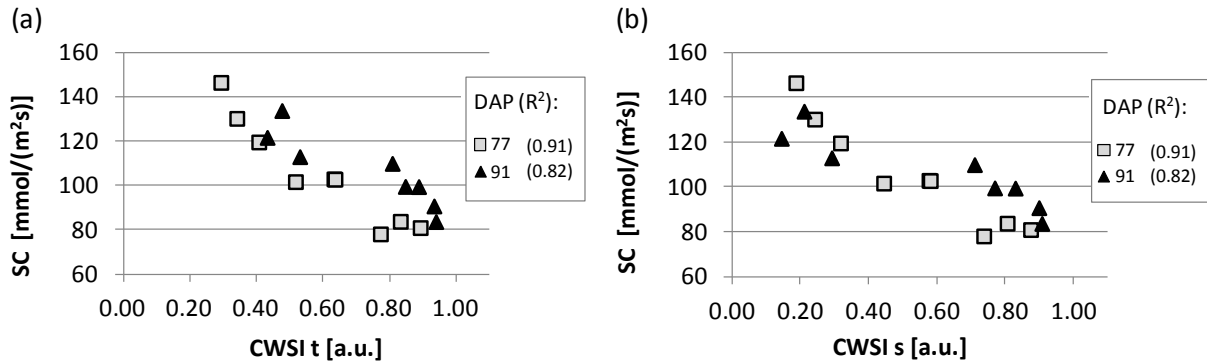 (a)
160
140
120
100
80
60
SC [mmol/(m²s)]
0.00 0.20 0.40 0.60 0.80 1.00
CWSI t [a.u.]
DAP (R²):
77 (0.91)
91 (0.82)
(b)
160
140
120
100
80
60
SC [mmol/(m²s)]
0.00 0.20 0.40 0.60 0.80 1.00
CWSI s [a.u.]
DAP (R²):
77 (0.91)
91 (0.82)